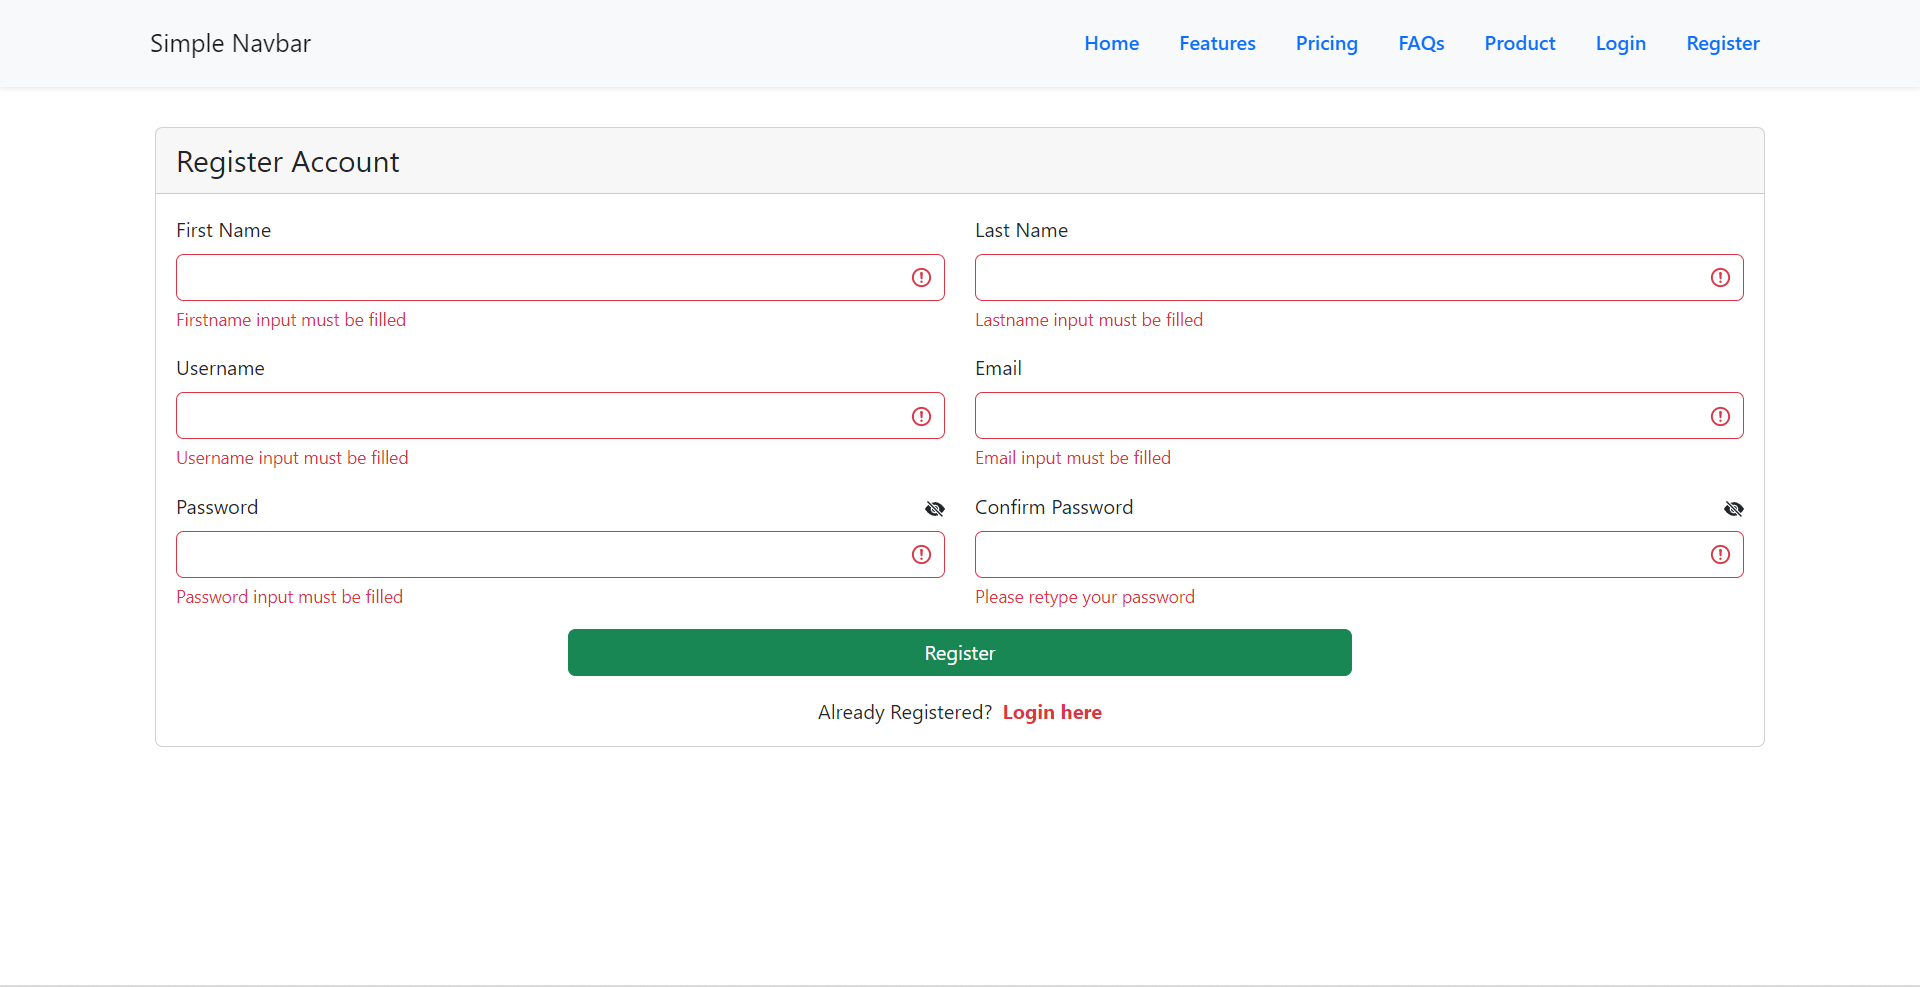 Simple Navbar
Home Features Pricing FAQs Product Login Register
Register Account
First Name
Last Name
Firstname input must be filled
Lastname input must be filled
Username
Email
Username input must be filled
Email input must be filled
Password
Confirm Password
Password input must be filled
Please retype your password
Register
Already Registered? Login here